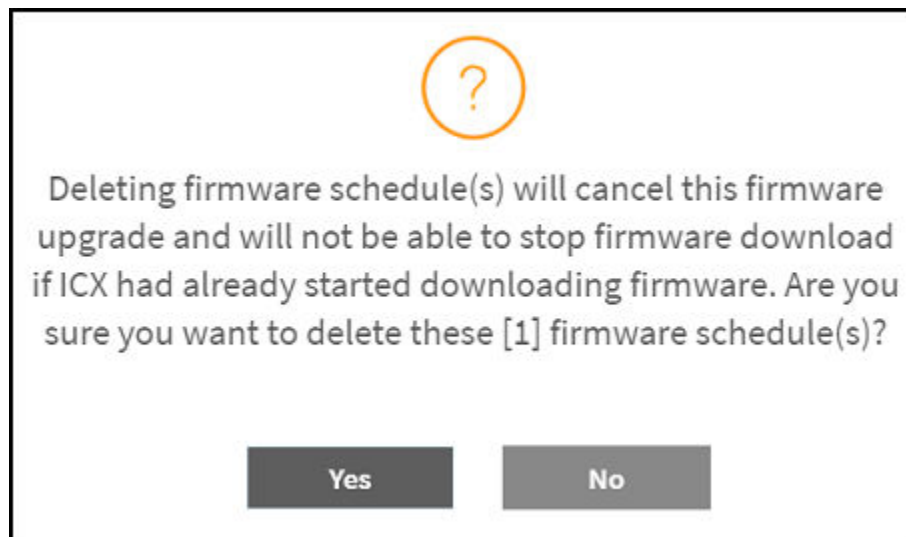 ?
Deleting firmware schedule(s) will cancel this firmware
upgrade and will not be able to stop firmware download
if ICX had already started downloading firmware. Are you
sure you want to delete these [1] firmware schedule(s)?
Yes
No